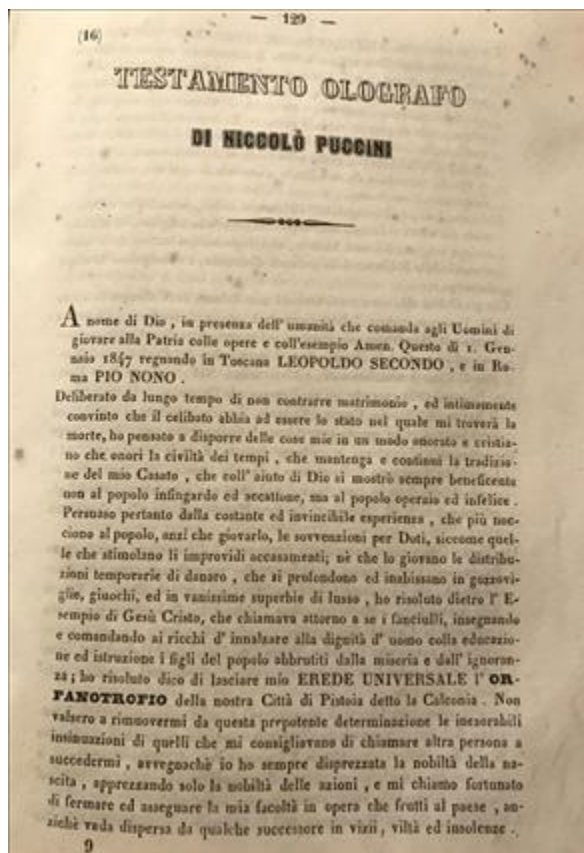 — 129 —
(16)
TESTAMENTO OLOGRAFO
DI NICCOLÒ PUCCINI
A nome di Dio , in presenza dell' umanità che comanda agli Uomini di
giovare alla Patria colle opere e coll'esempio Amen. Questo dì 1. Gen-
naio 1847 regnando in Toscana LEOPOLDO SECONDO , e in Ro-
ma PIO NONO .
Deliberato da lungo tempo di non contrarre matrimonio , ed intimamente
convinto che il celibato abbia ad essere lo stato nel quale mi troverà la
morte, ho pensato a disporre delle cose mie in un modo onorato e cristia-
no che onori la civiltà dei tempi , che mantenga e continui la tradizio-
ne del mio Casato , che coll' aiuto di Dio si mostrò sempre beneficente
non al popolo infingardo ed accattone, ma al popolo operaio ed infelice .
Persuaso pertanto dalla costante ed invincibile esperienza , che più noc-
ciono al popolo, anzi che giovarlo, le sovvenzioni per Doti, siccome quel-
le che stimolano li improvidi accasamenti; nè che lo giovano le distribu-
zioni temporarie di danaro , che si profondono ed inabissano in gozzovi-
glie, giuochi, ed in vanissime superbie di lusso , ho risoluto dietro l' E-
sempio di Gesù Cristo, che chiamava attorno a se i fanciulli, insegnando
e comandando ai ricchi d' innalzare alla dignità d' uomo colla educazio-
ne ed istruzione i figli del popolo abbrutiti dalla miseria e dall' ignoran-
za ; ho risoluto dico di lasciare mio EREDE UNIVERSALE l' OR-
FANOTROFIO della nostra Città di Pistoia detto la Calconia . Non
valsero a rimuovermi da questa prepotente determinazione le inesorabili
insinuazioni di quelli che mi consigliavano di chiamare altra persona a
succedermi , avvegnachè io ho sempre disprezzata la nobiltà della na-
scita , apprezzando solo la nobiltà delle azioni , e mi chiamo fortunato
di fermare ed assegnare la mia facoltà in opera che frutti al paese , an-
zichè vada dispersa da qualche successore in vizii, viltà ed insolenze .
9